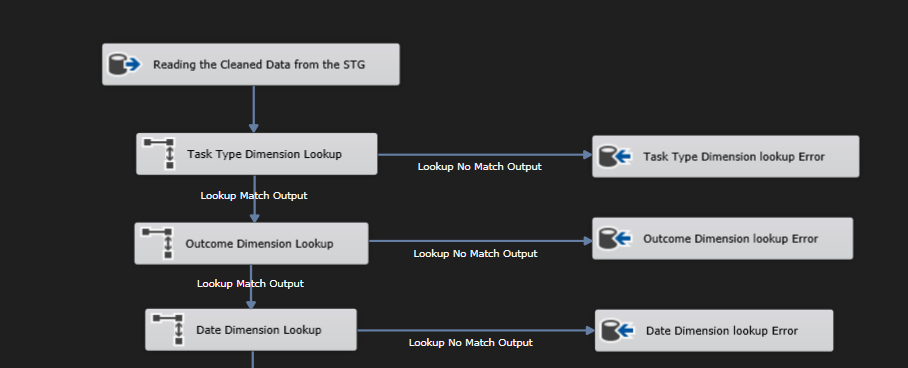 Reading the Cleaned Data from the STG
Task Type Dimension Lookup
Lookup No Match Output
Task Type Dimension lookup Error
Lookup Match Output
Outcome Dimension Lookup
Lookup No Match Output
Outcome Dimension lookup Error
Lookup Match Output
Date Dimension Lookup
Lookup No Match Output
Date Dimension lookup Error